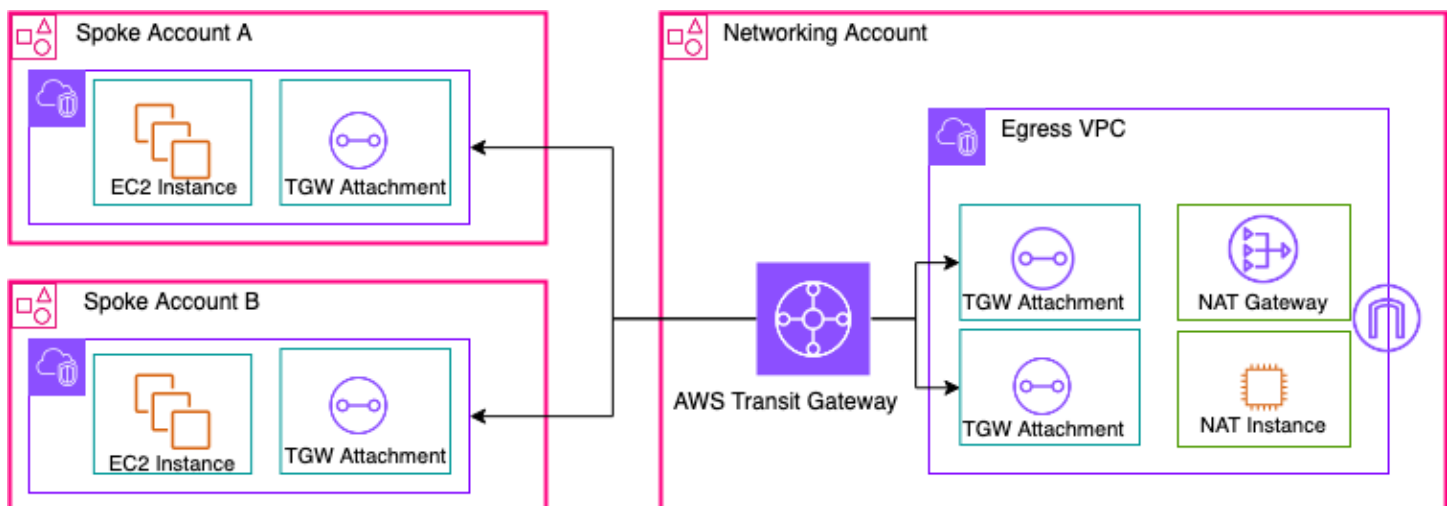 Spoke Account A
EC2 Instance
TGW Attachment
Spoke Account B
EC2 Instance
TGW Attachment
Networking Account
AWS Transit Gateway
Egress VPC
TGW Attachment
NAT Gateway
TGW Attachment
NAT Instance